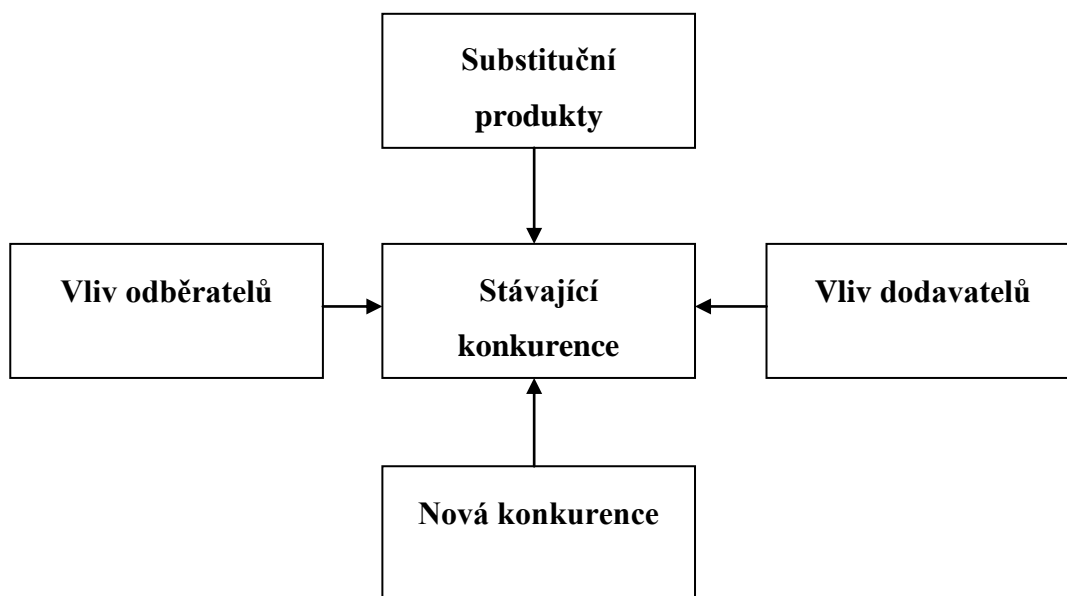 Substituční
produkty
Vliv odběratelů
Stávající
konkurence
Vliv dodavatelů
Nová konkurence